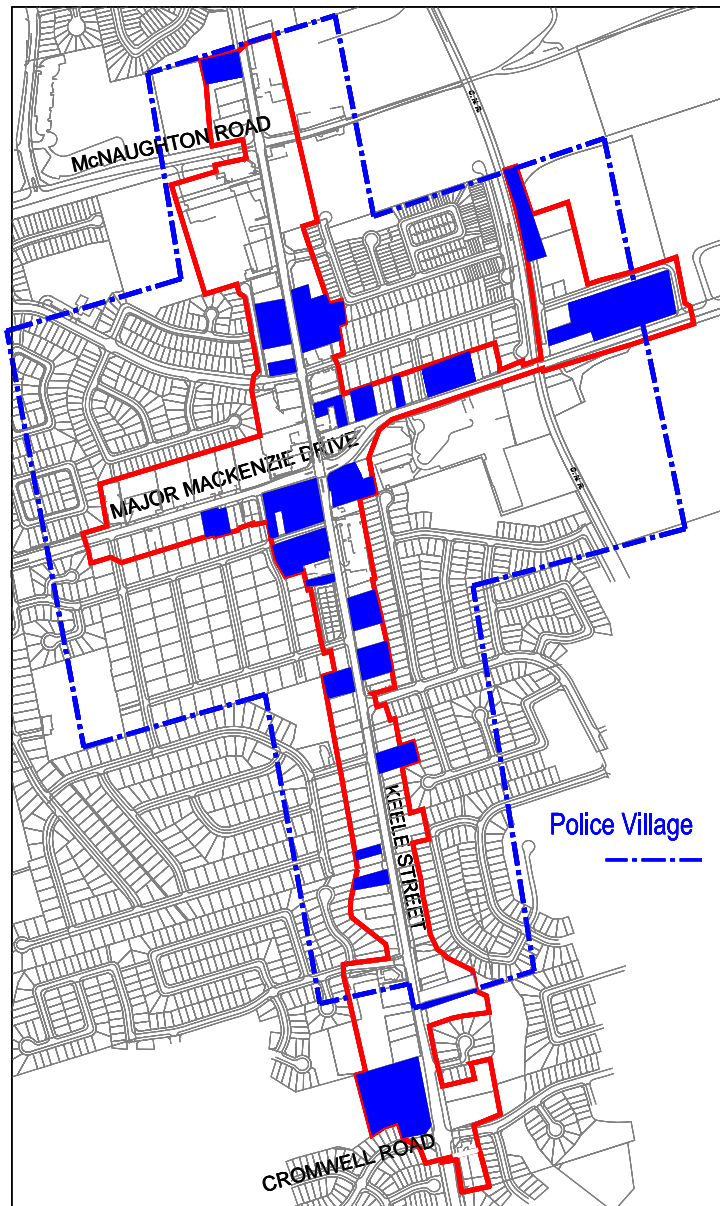 C.N.R.
McNAUGHTON ROAD
MAJOR MACKENZIE DRIVE
C.N.R.
KEELE STREET
Police Village
CROMWELL ROAD